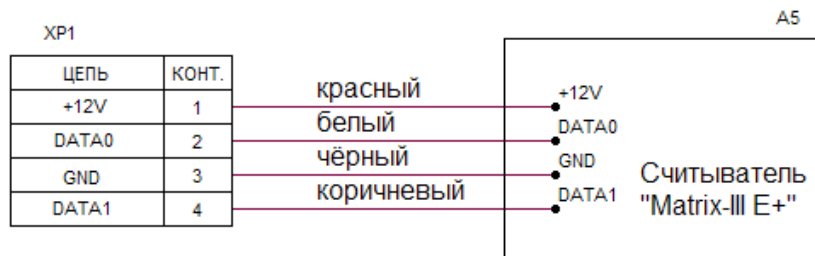 XP1
A5
ЦЕПЬ КОНТ.
+12V 1 красный +12V
DATA0 2 белый DATA0
GND 3 чёрный GND
DATA1 4 коричневый DATA1
Считыватель
"Matrix-III E+"